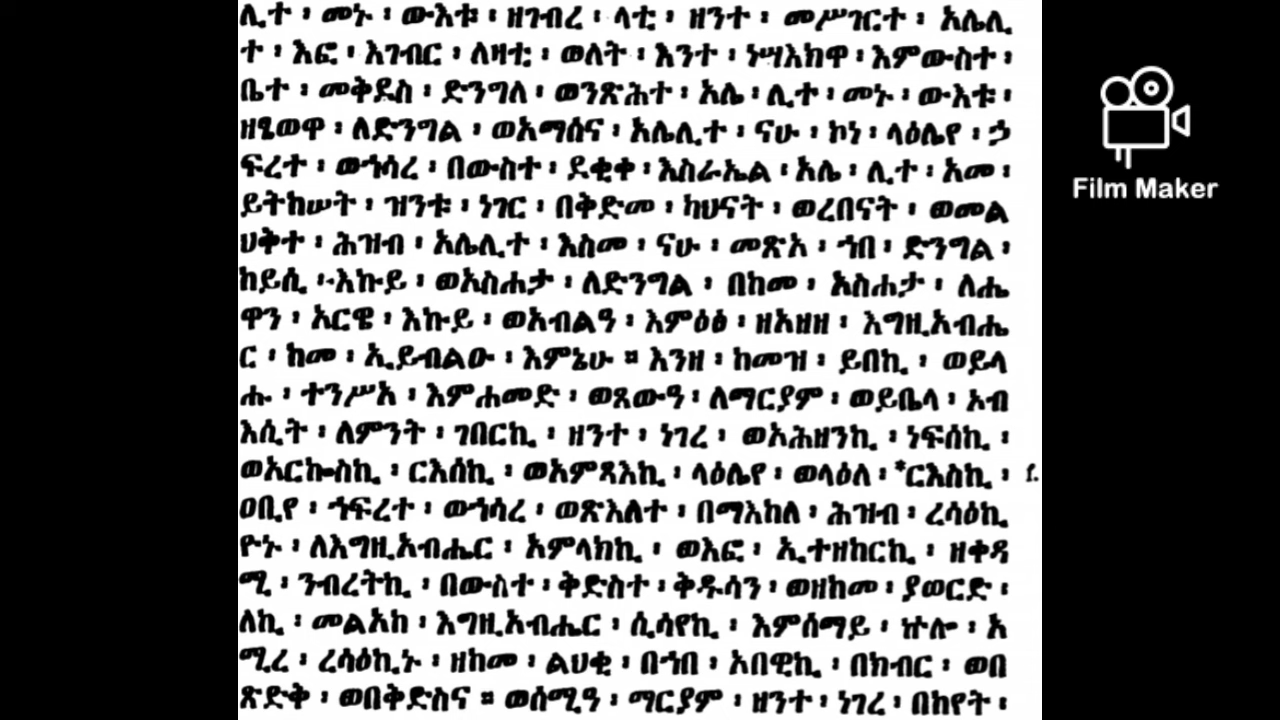 ሊተ ፡ መኑ ፡ ውእቱ ፡ ዘገብረ ፡ ላቲ ፡ ዘንተ ፡ መሥገርተ ፡ አሌሊ
ተ ፡ እፎ ፡ እገብር ፡ ለዛቲ ፡ ወለት ፡ እንተ ፡ ነሣእክዋ ፡ እምውስተ ፡
ቤተ ፡ መቅደስ ፡ ድንግለ ፡ ወንጽሕተ ፡ አሌ ፡ ሊተ ፡ መኑ ፡ ውእቱ ፡
ዘፄወዋ ፡ ለድንግል ፡ ወአማሰና ፡ አሌሊተ ፡ ናሁ ፡ ኮነ ፡ ላዕሌየ ፡ ኃ
ፍረተ ፡ ወኀሳረ ፡ በውስተ ፡ ደቂቀ ፡ እስራኤል ፡ አሌ ፡ ሊተ ፡ አመ ፡
ይትከሠት ፡ ዝንቱ ፡ ነገር ፡ በቅድመ ፡ ካህናት ፡ ወረበናት ፡ ወመል
ህቅተ ፡ ሕዝብ ፡ አሌሊተ ፡ እስመ ፡ ናሁ ፡ መጽአ ፡ ኀበ ፡ ድንግል ፡
ከይሲ ፡ እኩይ ፡ ወአስሐታ ፡ ለድንግል ፡ በከመ ፡ አስሐታ ፡ ለሔ
ዋን ፡ አርዌ ፡ እኩይ ፡ ወአብልዓ ፡ እምዕፅ ፡ ዘአዘዘ ፡ እግዚአብሔ
ር ፡ ከመ ፡ ኢይብልዑ ፡ እምኔሁ ። እንዘ ፡ ከመዝ ፡ ይበኪ ፡ ወይላ
ሑ ፡ ተንሥአ ፡ እምሐመድ ፡ ወጸውዓ ፡ ለማርያም ፡ ወይቤላ ፡ ኦብ
እሲት ፡ ለምንት ፡ ገበርኪ ፡ ዘንተ ፡ ነገረ ፡ ወአሕዘንኪ ፡ ነፍሰኪ ፡
ወአርኰስኪ ፡ ርእሰኪ ፡ ወአምጻእኪ ፡ ላዕሌየ ፡ ወላዕለ ፡ *ርእስኪ ፡ f.
ዐቢየ ፡ ኀፍረተ ፡ ወኀሳረ ፡ ወጽእለተ ፡ በማእከለ ፡ ሕዝብ ፡ ረሳዕኪ
ዮኑ ፡ ለእግዚአብሔር ፡ አምላክኪ ፡ ወእፎ ፡ ኢተዘከርኪ ፡ ዘቀዳ
ሚ ፡ ንብረትኪ ፡ በውስተ ፡ ቅድስተ ፡ ቅዱሳን ፡ ወዘከመ ፡ ያወርድ ፡
ለኪ ፡ መልአከ ፡ እግዚአብሔር ፡ ሲሳየኪ ፡ እምሰማይ ፡ ኵሎ ፡ አ
ሚረ ፡ ረሳዕኪኑ ፡ ዘከመ ፡ ልህቂ ፡ በኀበ ፡ አበዊኪ ፡ በክብር ፡ ወበ
ጽድቅ ፡ ወበቅድስና ። ወሰሚዓ ፡ ማርያም ፡ ዘንተ ፡ ነገረ ፡ በከየት ፡
Film Maker